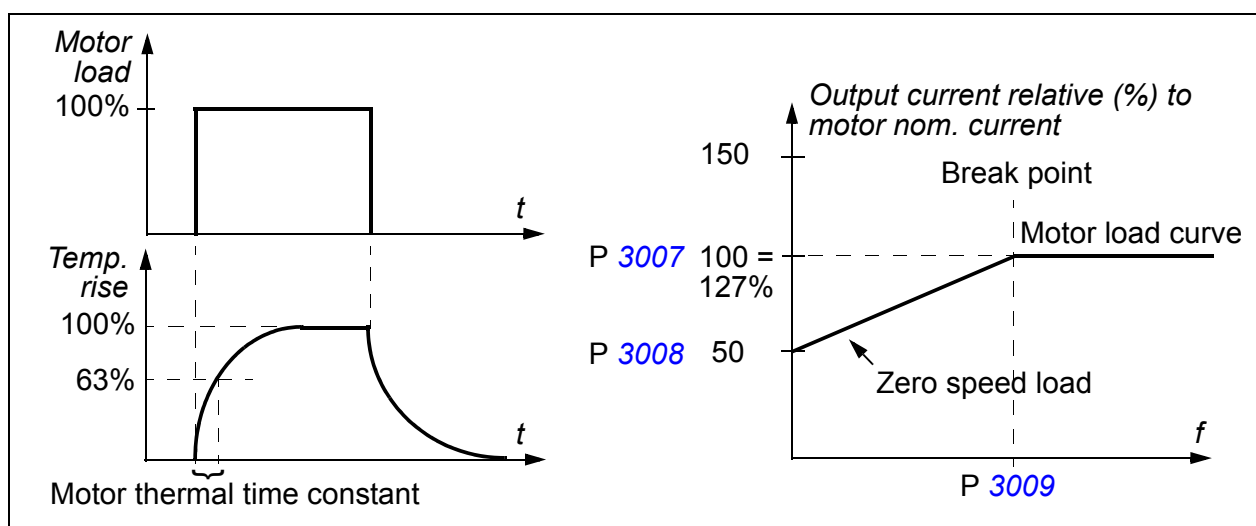 Motor
load
100%
t
Temp.
rise
100%
63%
t
Motor thermal time constant
Output current relative (%) to
motor nom. current
150
Break point
Motor load curve
P 3007 100 =
127%
P 3008 50
Zero speed load
f
P 3009